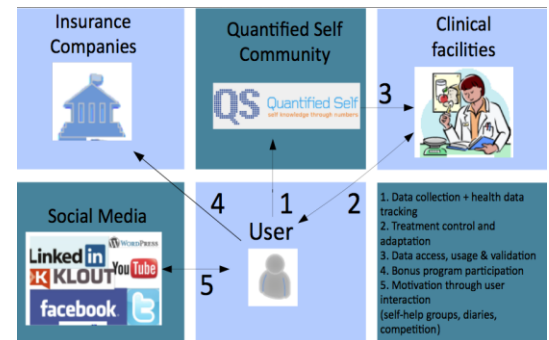 Insurance
Companies
Quantified Self
Community
Clinical
facilities
QS Quantified Self
self knowledge through numbers
3
4
1
2
5
Social Media
User
Linked in
WORDPRESS
KLOUT
You Tube
facebook
1. Data collection + health data
tracking
2. Treatment control and
adaptation
3. Data access, usage & validation
4. Bonus program participation
5. Motivation through user
interaction
(self-help groups, diaries,
competition)